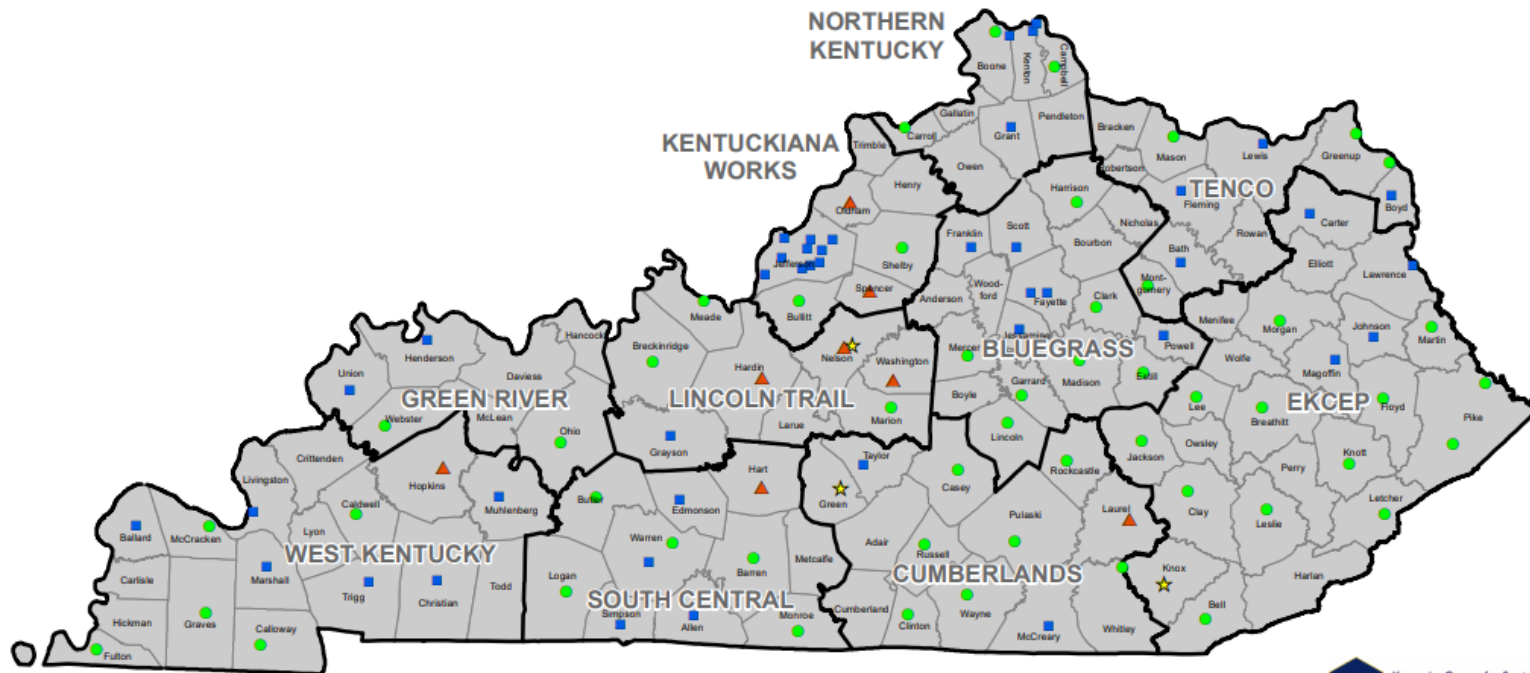 NORTHERN
KENTUCKY
Boone
Kenton
Campbell
Gallatin
Carroll
Grant
Pendleton
Owen
KENTUCKIANA
WORKS
Trimble
Henry
Oldham
Jefferson
Shelby
Spencer
Bullitt
Bracken
Mason
Robertson
Lewis
Greenup
TENCO
Fleming
Boyd
Rowan
Bath
Mont-
gomery
Harrison
Nicholas
Franklin
Scott
Bourbon
Wood-
ford
Anderson
Fayette
Clark
Jessamine
Mercer
BLUEGRASS
Powell
Boyle
Garrard
Madison
Estill
Lincoln
Carter
Elliott
Lawrence
Menifee
Morgan
Johnson
Martin
Wolfe
Magoffin
Lee
EKCEP
Breathitt
Floyd
Pike
Jackson
Owsley
Perry
Knott
Clay
Leslie
Letcher
Knox
Harlan
Bell
Meade
Breckinridge
Hardin
Nelson
Washington
LINCOLN TRAIL
Larue
Marion
Grayson
Hancock
Henderson
Union
Daviess
GREEN RIVER
Webster
McLean
Ohio
Crittenden
Livingston
Hopkins
Caldwell
Muhlenberg
Ballard
McCracken
Lyon
WEST KENTUCKY
Carlisle
Marshall
Trigg
Christian
Todd
Hickman
Graves
Calloway
Fulton
Butler
Edmonson
Hart
Warren
Barren
Metcalfe
Logan
SOUTH CENTRAL
Simpson
Allen
Monroe
Taylor
Green
Casey
Rockcastle
Pulaski
Laurel
Adair
Russell
CUMBERLANDS
Cumberland
Clinton
Wayne
McCreary
Whitley